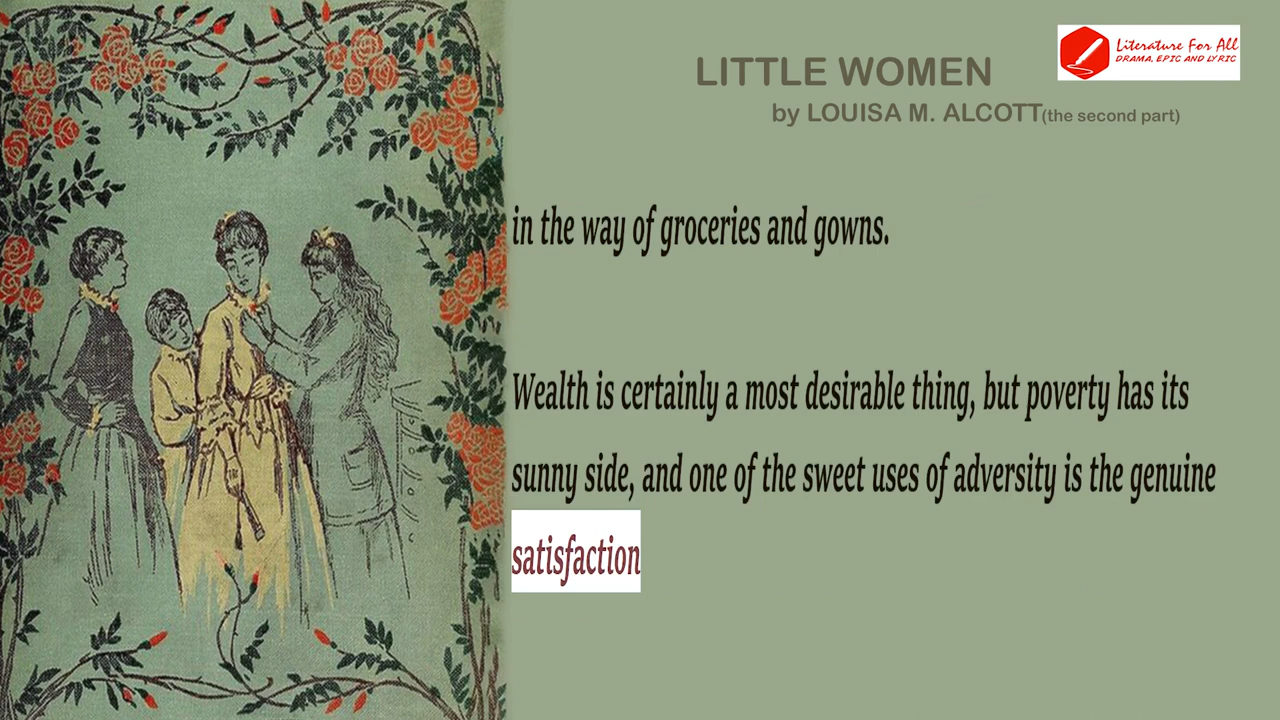 LITTLE WOMEN
by LOUISA M. ALCOTT(the second part)
Literature For All
DRAMA, EPIC AND LYRIC
in the way of groceries and gowns.
Wealth is certainly a most desirable thing, but poverty has its
sunny side, and one of the sweet uses of adversity is the genuine
satisfaction